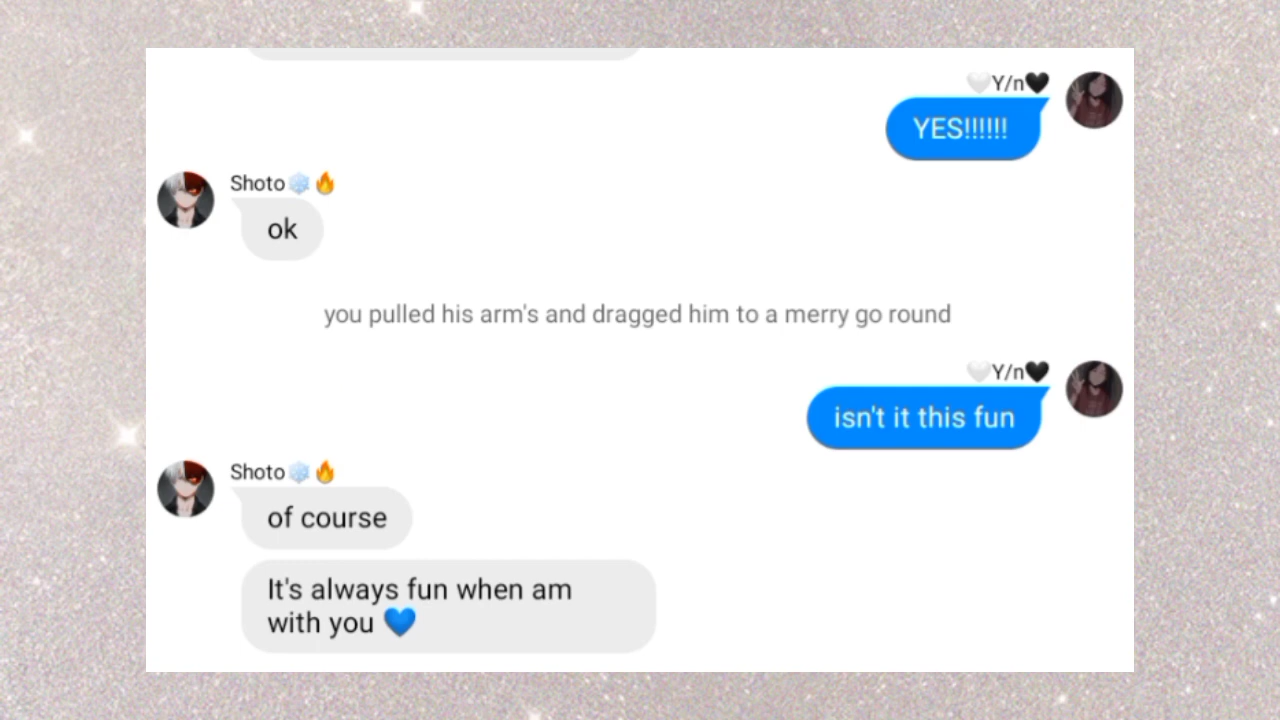 🤍Y/n🖤
YES!!!!!!
Shoto❄️🔥
ok
you pulled his arm's and dragged him to a merry go round
🤍Y/n🖤
isn't it this fun
Shoto❄️🔥
of course
It's always fun when am
with you 💙